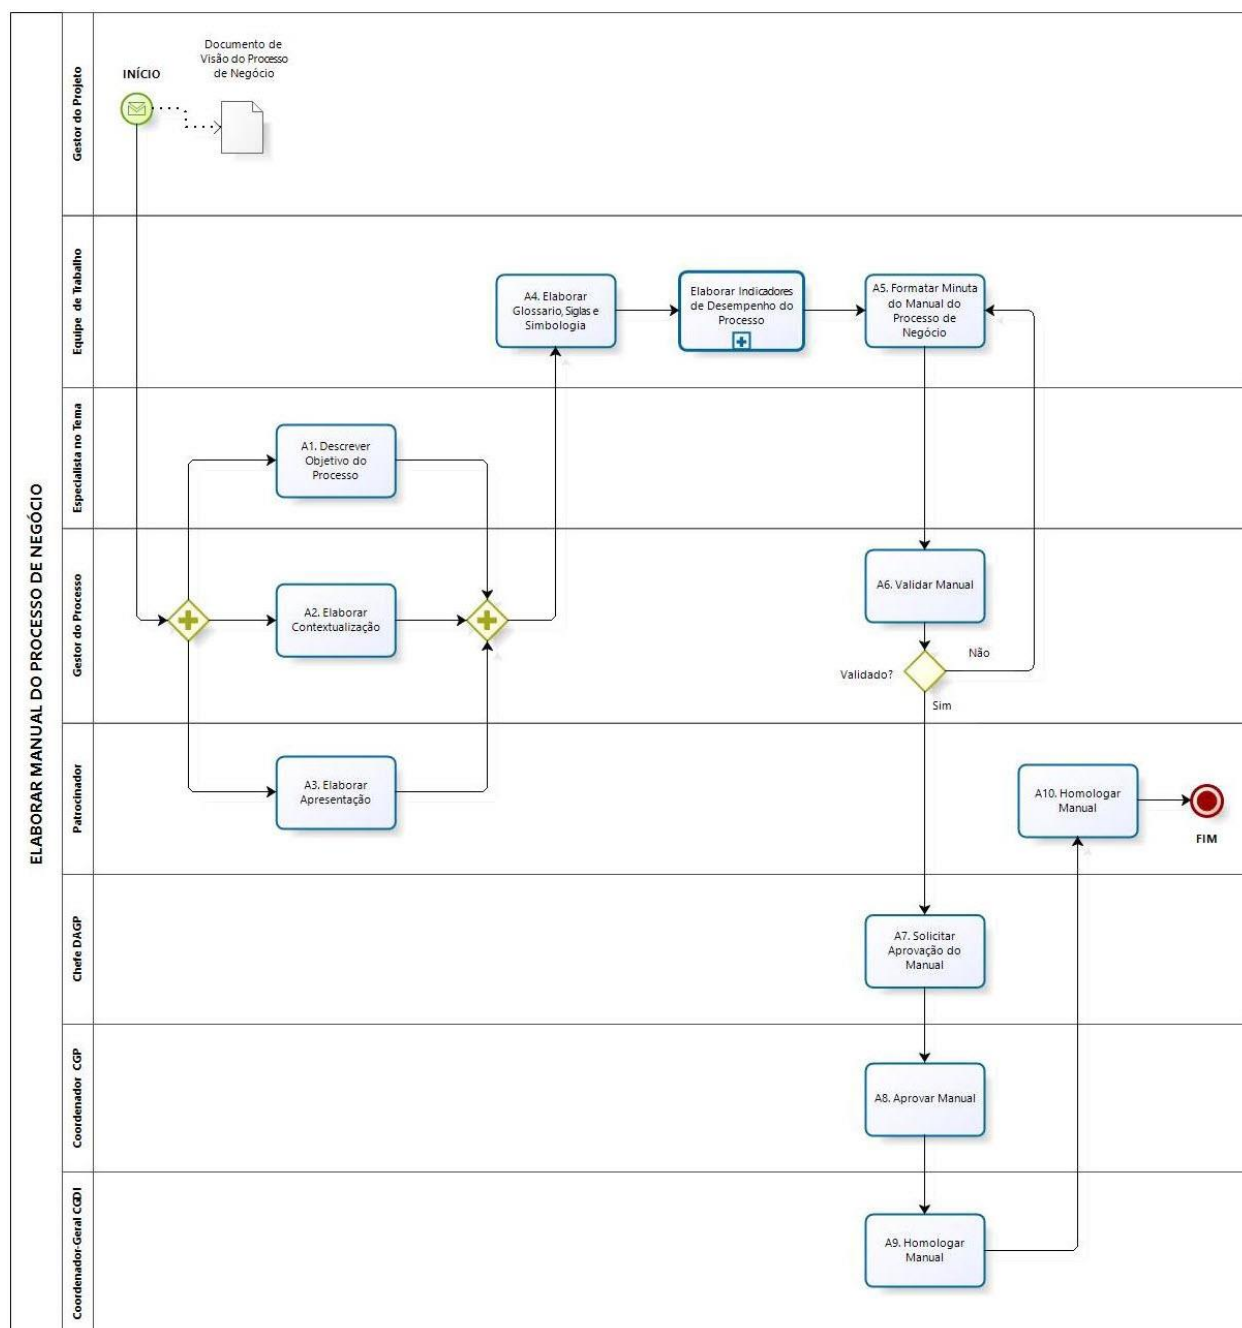 ELABORAR MANUAL DO PROCESSO DE NEGÓCIO
Gestor do Projeto
INÍCIO
Documento de
Visão do Processo
de Negócio
Equipe de Trabalho
A4. Elaborar
Glossario, Siglas e
Simbologia
Elaborar Indicadores
de Desempenho do
Processo
A5. Formatar Minuta
do Manual do
Processo de
Negócio
Especialista no Tema
A1. Descrever
Objetivo do
Processo
Gestor do Processo
A2. Elaborar
Contextualização
A6. Validar Manual
Validado?
Não
Sim
Patrocinador
A3. Elaborar
Apresentação
A10. Homologar
Manual
FIM
Chefe DAGP
A7. Solicitar
Aprovação do
Manual
Coordenador CGP
A8. Aprovar Manual
Coordenador-Geral CGDI
A9. Homologar
Manual